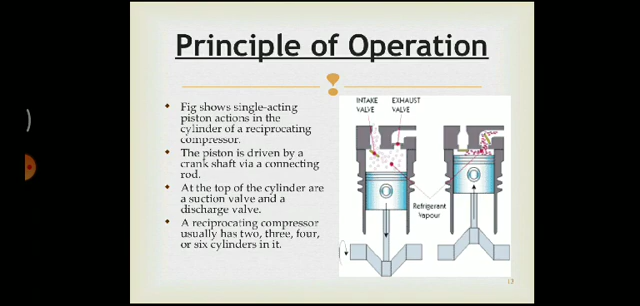 Principle of Operation
Fig shows single-acting
piston actions in the
cylinder of a reciprocating
compressor.
The piston is driven by a
crank shaft via a connecting
rod.
At the top of the cylinder are
a suction valve and a
discharge valve.
A reciprocating compressor
usually has two, three, four,
or six cylinders in it.
INTAKE
VALVE
EXHAUST
VALVE
Refrigerant
Vapour